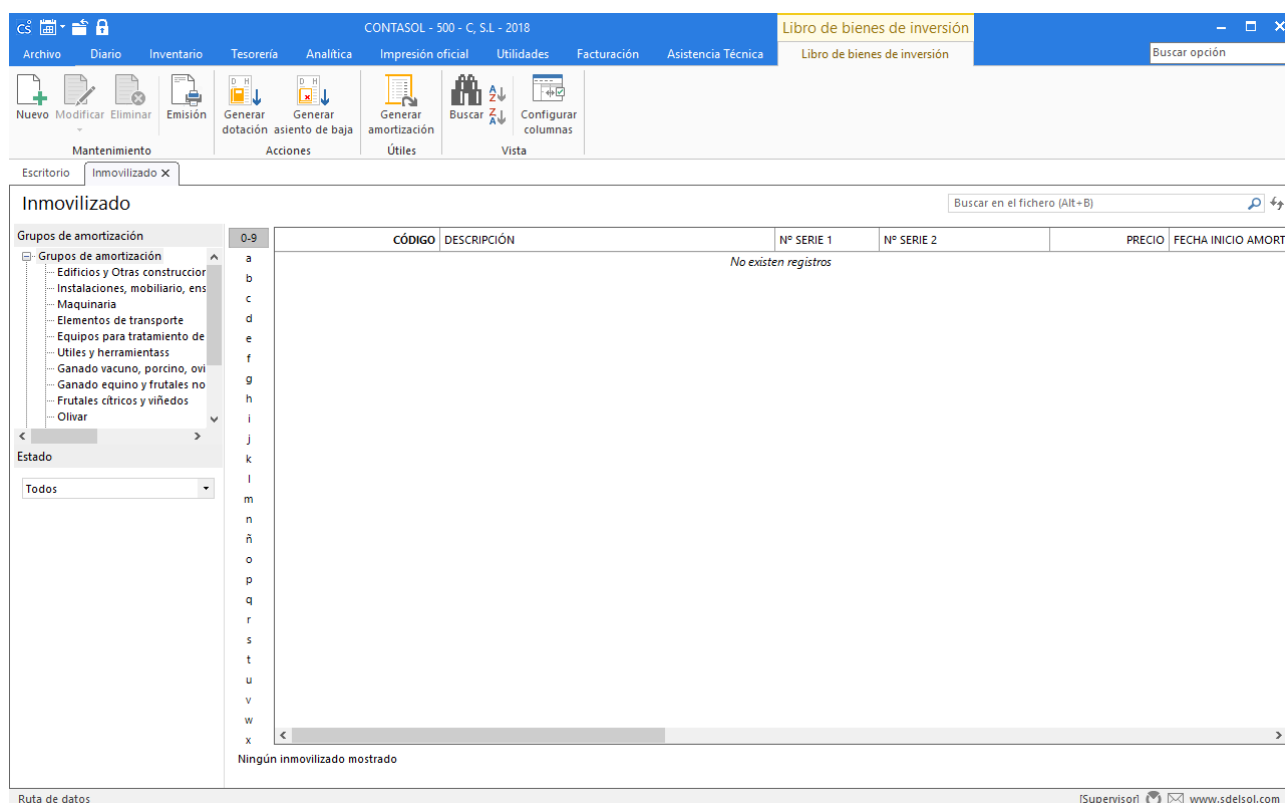 CONTASOL - 500 - C, S.L - 2018
Libro de bienes de inversión
Archivo Diario Inventario Tesorería Analítica Impresión oficial Utilidades Facturación Asistencia Técnica Libro de bienes de inversión Buscar opción
Nuevo Modificar Eliminar Emisión Generar dotación Generar asiento de baja Generar amortización Buscar Configurar columnas
Mantenimiento Acciones Útiles Vista
Escritorio Inmovilizado
Inmovilizado
Buscar en el fichero (Alt+B)
Grupos de amortización
Grupos de amortización
Edificios y Otras construccion
Instalaciones, mobiliario, ens
Maquinaria
Elementos de transporte
Equipos para tratamiento de
Utiles y herramientass
Ganado vacuno, porcino, ovi
Ganado equino y frutales no
Frutales cítricos y viñedos
Olivar
Estado
Todos
0-9
a
b
c
d
e
f
g
h
i
j
k
l
m
n
ñ
o
p
q
r
s
t
u
v
w
x
CÓDIGO DESCRIPCIÓN Nº SERIE 1 Nº SERIE 2 PRECIO FECHA INICIO AMORT
No existen registros
Ningún inmovilizado mostrado
Ruta de datos
[Supervisor] www.sdelsol.com